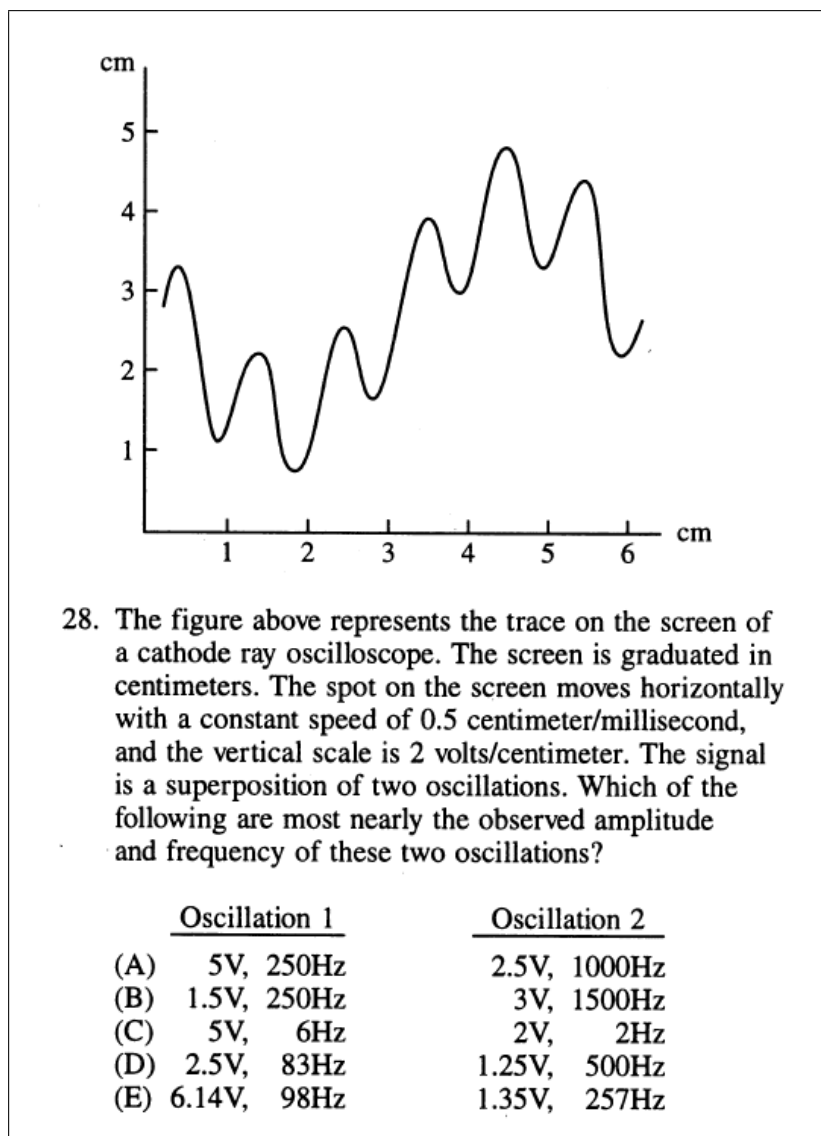 cm
5
4
3
2
1
1 2 3 4 5 6 cm
28. The figure above represents the trace on the screen of
a cathode ray oscilloscope. The screen is graduated in
centimeters. The spot on the screen moves horizontally
with a constant speed of 0.5 centimeter/millisecond,
and the vertical scale is 2 volts/centimeter. The signal
is a superposition of two oscillations. Which of the
following are most nearly the observed amplitude
and frequency of these two oscillations?
Oscillation 1 Oscillation 2
(A) 5V, 250Hz 2.5V, 1000Hz
(B) 1.5V, 250Hz 3V, 1500Hz
(C) 5V, 6Hz 2V, 2Hz
(D) 2.5V, 83Hz 1.25V, 500Hz
(E) 6.14V, 98Hz 1.35V, 257Hz